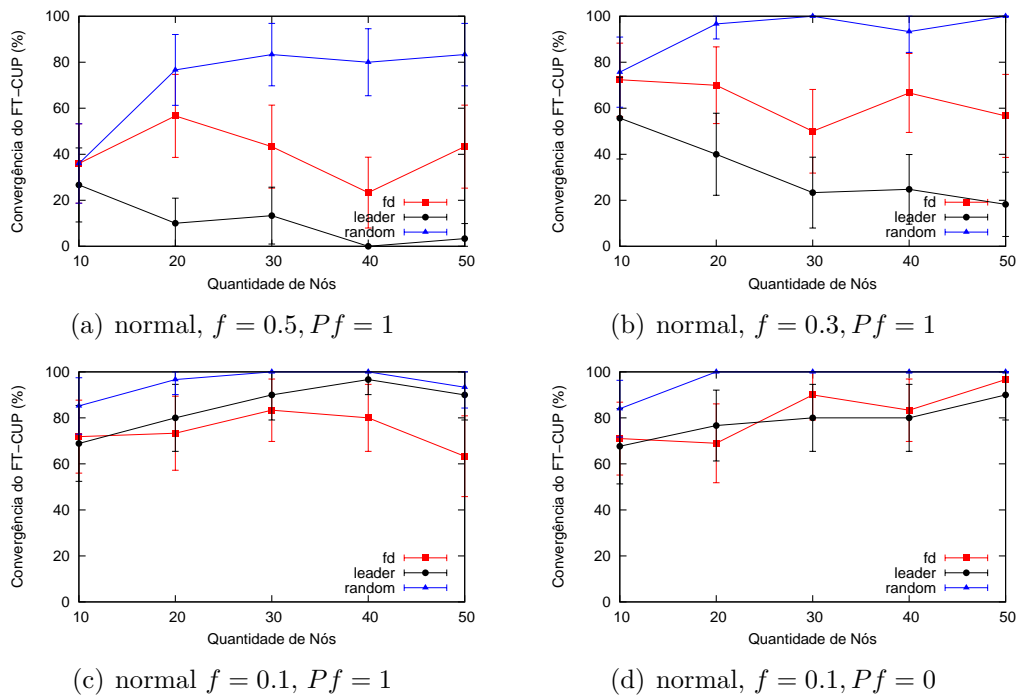 Convergência do FT-CUP (%)
100
80
60
40
20
0
fd
leader
random
10 20 30 40 50
Quantidade de Nós
(a) normal, f = 0.5, Pf = 1
Convergência do FT-CUP (%)
100
80
60
40
20
0
fd
leader
random
10 20 30 40 50
Quantidade de Nós
(b) normal, f = 0.3, Pf = 1
Convergência do FT-CUP (%)
100
80
60
40
20
0
fd
leader
random
10 20 30 40 50
Quantidade de Nós
(c) normal f = 0.1, Pf = 1
Convergência do FT-CUP (%)
100
80
60
40
20
0
fd
leader
random
10 20 30 40 50
Quantidade de Nós
(d) normal, f = 0.1, Pf = 0